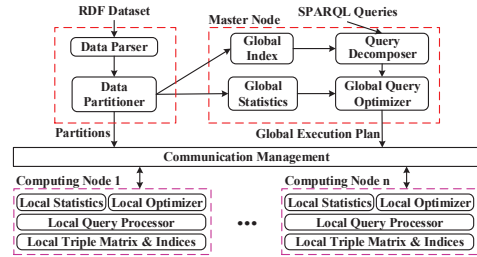 RDF Dataset
Master Node
SPARQL Queries
Data Parser
Global
Index
Query
Decomposer
Data
Partitioner
Global
Statistics
Global Query
Optimizer
Partitions
Global Execution Plan
Communication Management
Computing Node 1
Computing Node n
Local Statistics
Local Optimizer
Local Query Processor
Local Triple Matrix & Indices
...
Local Statistics
Local Optimizer
Local Query Processor
Local Triple Matrix & Indices